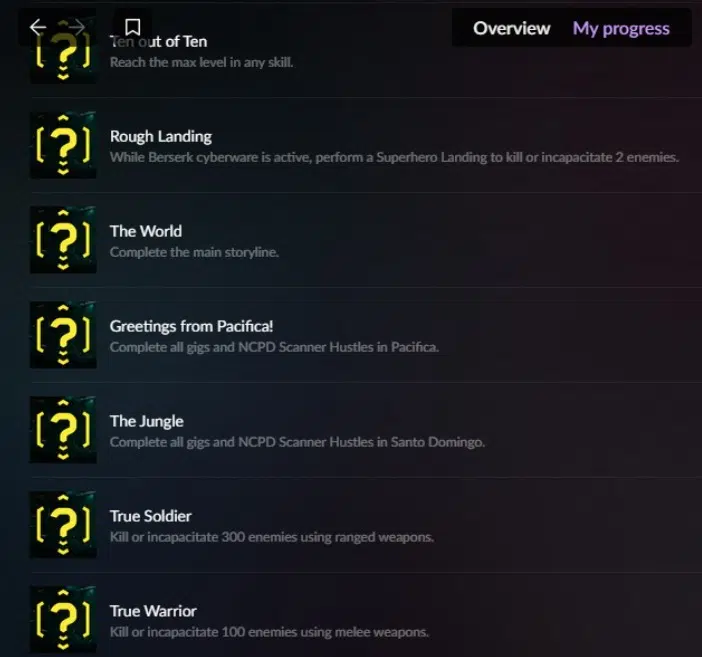 Overview My progress
Ten out of Ten
Reach the max level in any skill.
Rough Landing
While Berserk cyberware is active, perform a Superhero Landing to kill or incapacitate 2 enemies.
The World
Complete the main storyline.
Greetings from Pacifica!
Complete all gigs and NCPD Scanner Hustles in Pacifica.
The Jungle
Complete all gigs and NCPD Scanner Hustles in Santo Domingo.
True Soldier
Kill or incapacitate 300 enemies using ranged weapons.
True Warrior
Kill or incapacitate 100 enemies using melee weapons.